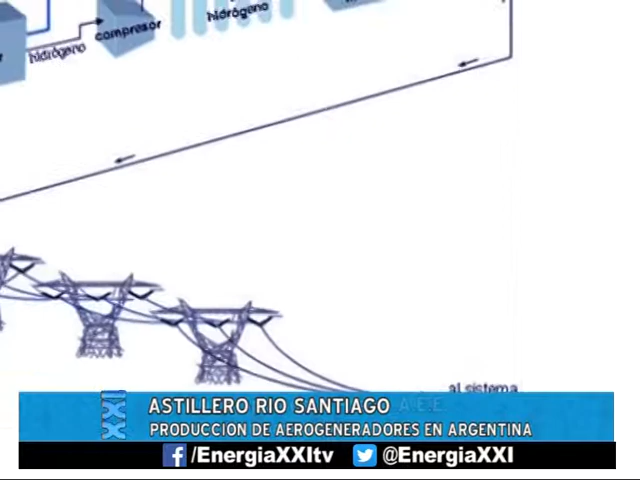 hidrógeno
compresor
hidrógeno
al sistema
ASTILLERO RIO SANTIAGO A.E.E
PRODUCCION DE AEROGENERADORES EN ARGENTINA
/EnergiaXXItv @EnergiaXXI